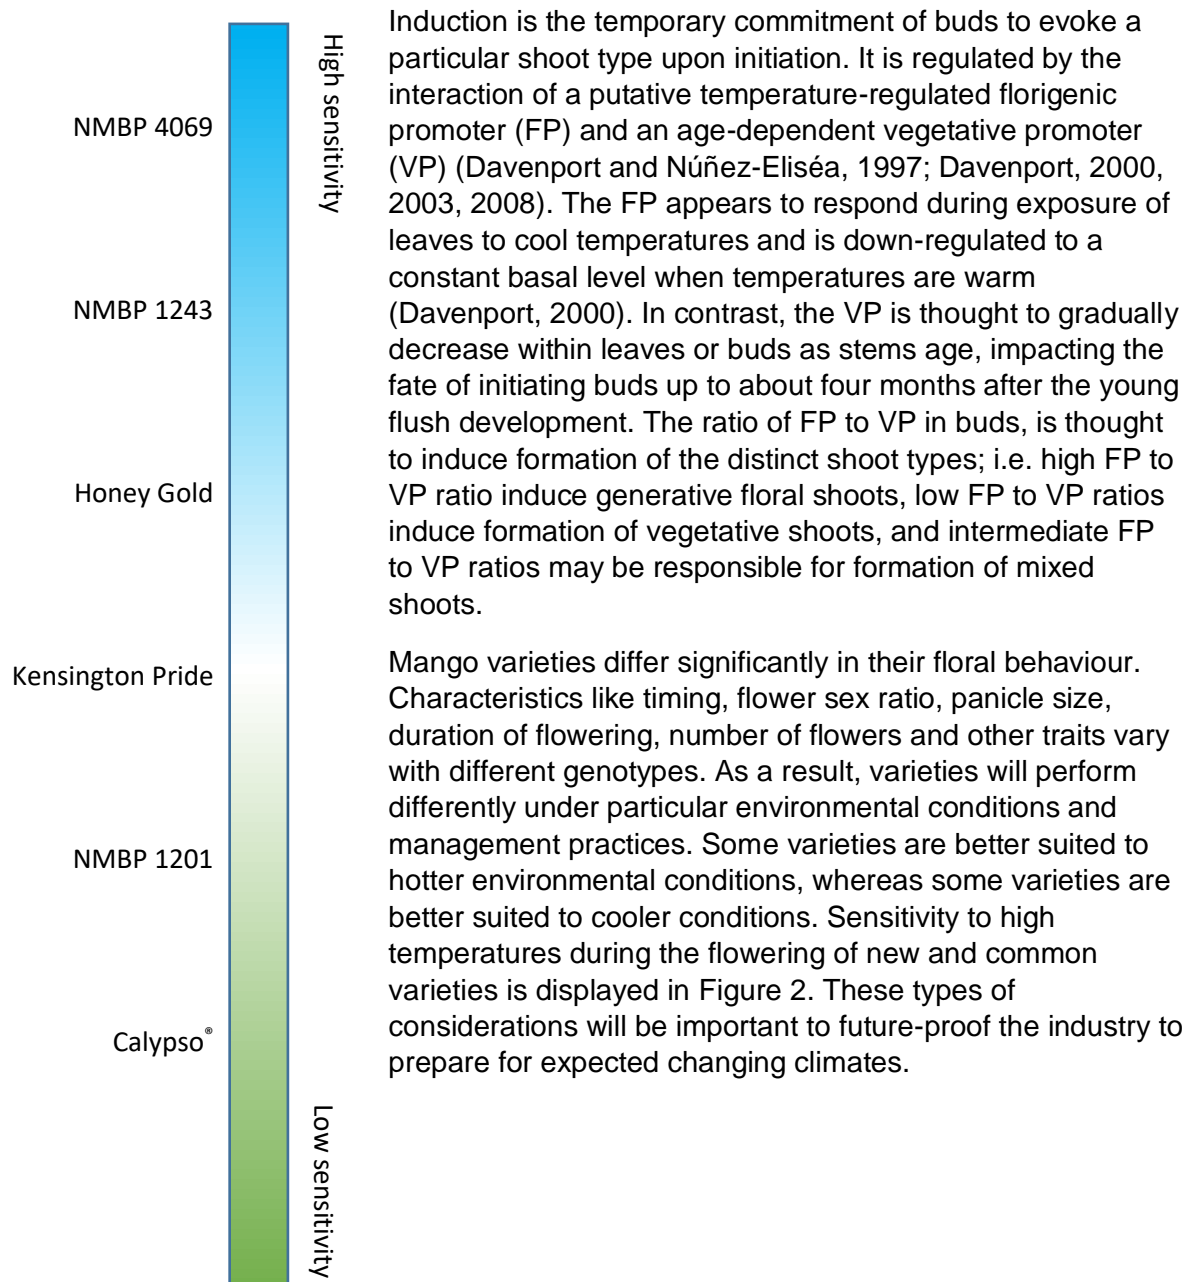 NMBP 4069
NMBP 1243
Honey Gold
Kensington Pride
NMBP 1201
Calypso®
High sensitivity
Low sensitivity
Induction is the temporary commitment of buds to evoke a
particular shoot type upon initiation. It is regulated by the
interaction of a putative temperature-regulated florigenic
promoter (FP) and an age-dependent vegetative promoter
(VP) (Davenport and Núñez-Eliséa, 1997; Davenport, 2000,
2003, 2008). The FP appears to respond during exposure of
leaves to cool temperatures and is down-regulated to a
constant basal level when temperatures are warm
(Davenport, 2000). In contrast, the VP is thought to gradually
decrease within leaves or buds as stems age, impacting the
fate of initiating buds up to about four months after the young
flush development. The ratio of FP to VP in buds, is thought
to induce formation of the distinct shoot types; i.e. high FP to
VP ratio induce generative floral shoots, low FP to VP ratios
induce formation of vegetative shoots, and intermediate FP
to VP ratios may be responsible for formation of mixed
shoots.
Mango varieties differ significantly in their floral behaviour.
Characteristics like timing, flower sex ratio, panicle size,
duration of flowering, number of flowers and other traits vary
with different genotypes. As a result, varieties will perform
differently under particular environmental conditions and
management practices. Some varieties are better suited to
hotter environmental conditions, whereas some varieties are
better suited to cooler conditions. Sensitivity to high
temperatures during the flowering of new and common
varieties is displayed in Figure 2. These types of
considerations will be important to future-proof the industry to
prepare for expected changing climates.